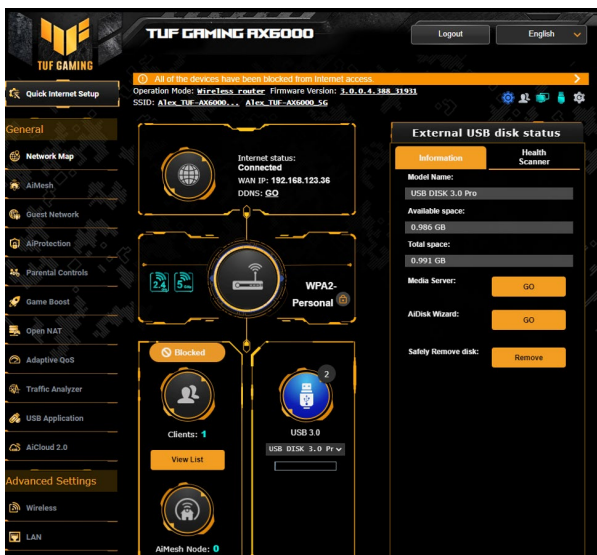 TUF GAMING
TUF GAMING AX6000
Logout
English
Quick Internet Setup
All of the devices have been blocked from Internet access.
Operation Mode: Wireless router Firmware Version: 3.0.0.4.388_31931
SSID: Alex_TUF-AX6000... Alex_TUF-AX6000_5G
General
Network Map
AiMesh
Guest Network
AiProtection
Parental Controls
Game Boost
Open NAT
Adaptive QoS
Traffic Analyzer
USB Application
AiCloud 2.0
Advanced Settings
Wireless
LAN
Internet status:
Connected
WAN IP: 192.168.123.36
DDNS: GO
2.4
5
WPA2-
Personal
Blocked
Clients: 1
View List
AiMesh Node: 0
2
USB 3.0
USB DISK 3.0 Pr
External USB disk status
Information
Health
Scanner
Model Name:
USB DISK 3.0 Pro
Available space:
0.986 GB
Total space:
0.991 GB
Media Server:
GO
AiDisk Wizard:
GO
Safely Remove disk:
Remove